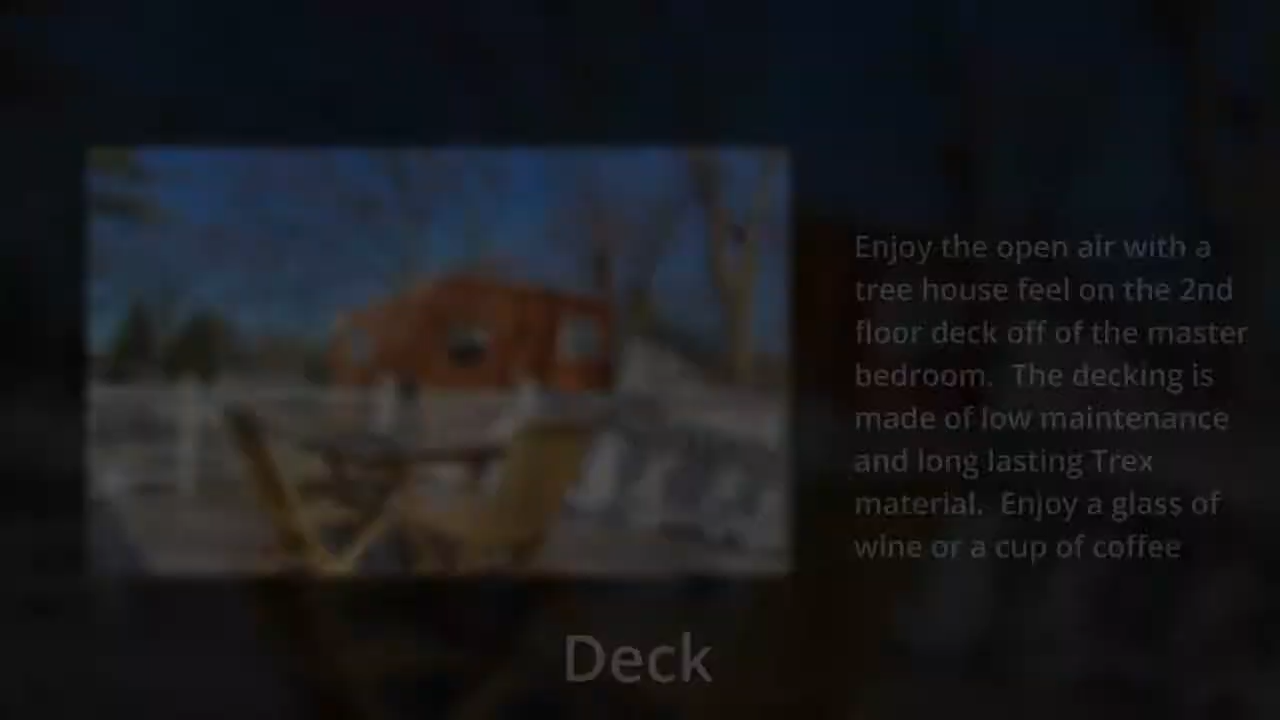 Enjoy the open air with a
tree house feel on the 2nd
floor deck off of the master
bedroom.  The decking is
made of low maintenance
and long lasting Trex
material.  Enjoy a glass of
wine or a cup of coffee
Deck